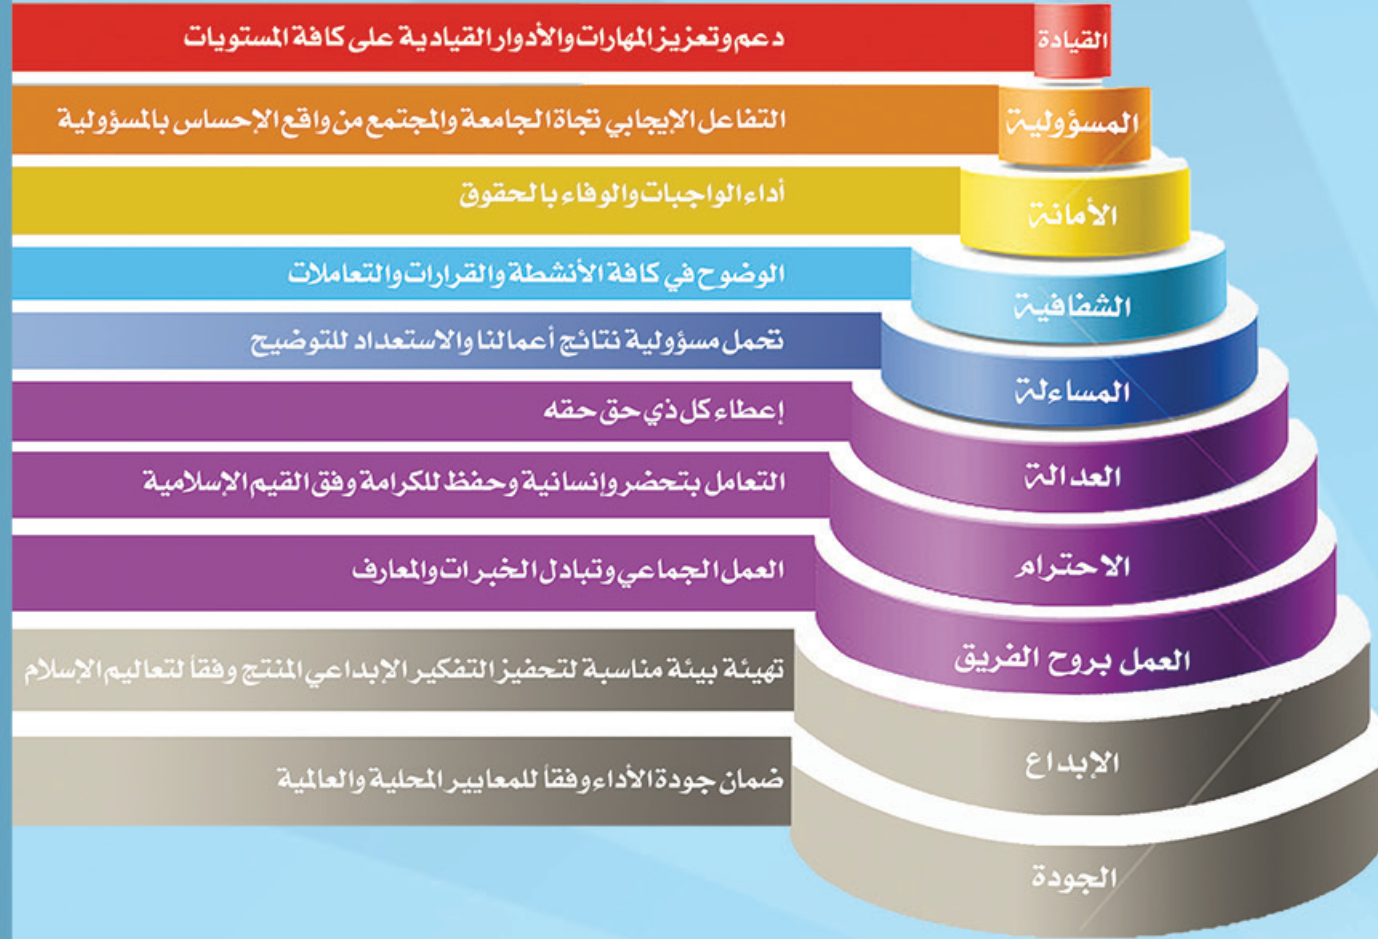 القيادة
دعم وتعزيز المهارات والأدوار القيادية على كافة المستويات
المسؤولية
التفاعل الإيجابي تجاة الجامعة والمجتمع من واقع الإحساس بالمسؤولية
الأمانة
أداء الواجبات والوفاء بالحقوق
الشفافية
الوضوح في كافة الأنشطة والقرارات والتعاملات
المساءلة
تحمل مسؤولية نتائج أعمالنا والاستعداد للتوضيح
العدالة
إعطاء كل ذي حق حقه
الاحترام
التعامل بتحضر وإنسانية وحفظ للكرامة وفق القيم الإسلامية
العمل بروح الفريق
العمل الجماعي وتبادل الخبرات والمعارف
الإبداع
تهيئة بيئة مناسبة لتحفيز التفكير الإبداعي المنتج وفقاً لتعاليم الإسلام
الجودة
ضمان جودة الأداء وفقاً للمعايير المحلية والعالمية